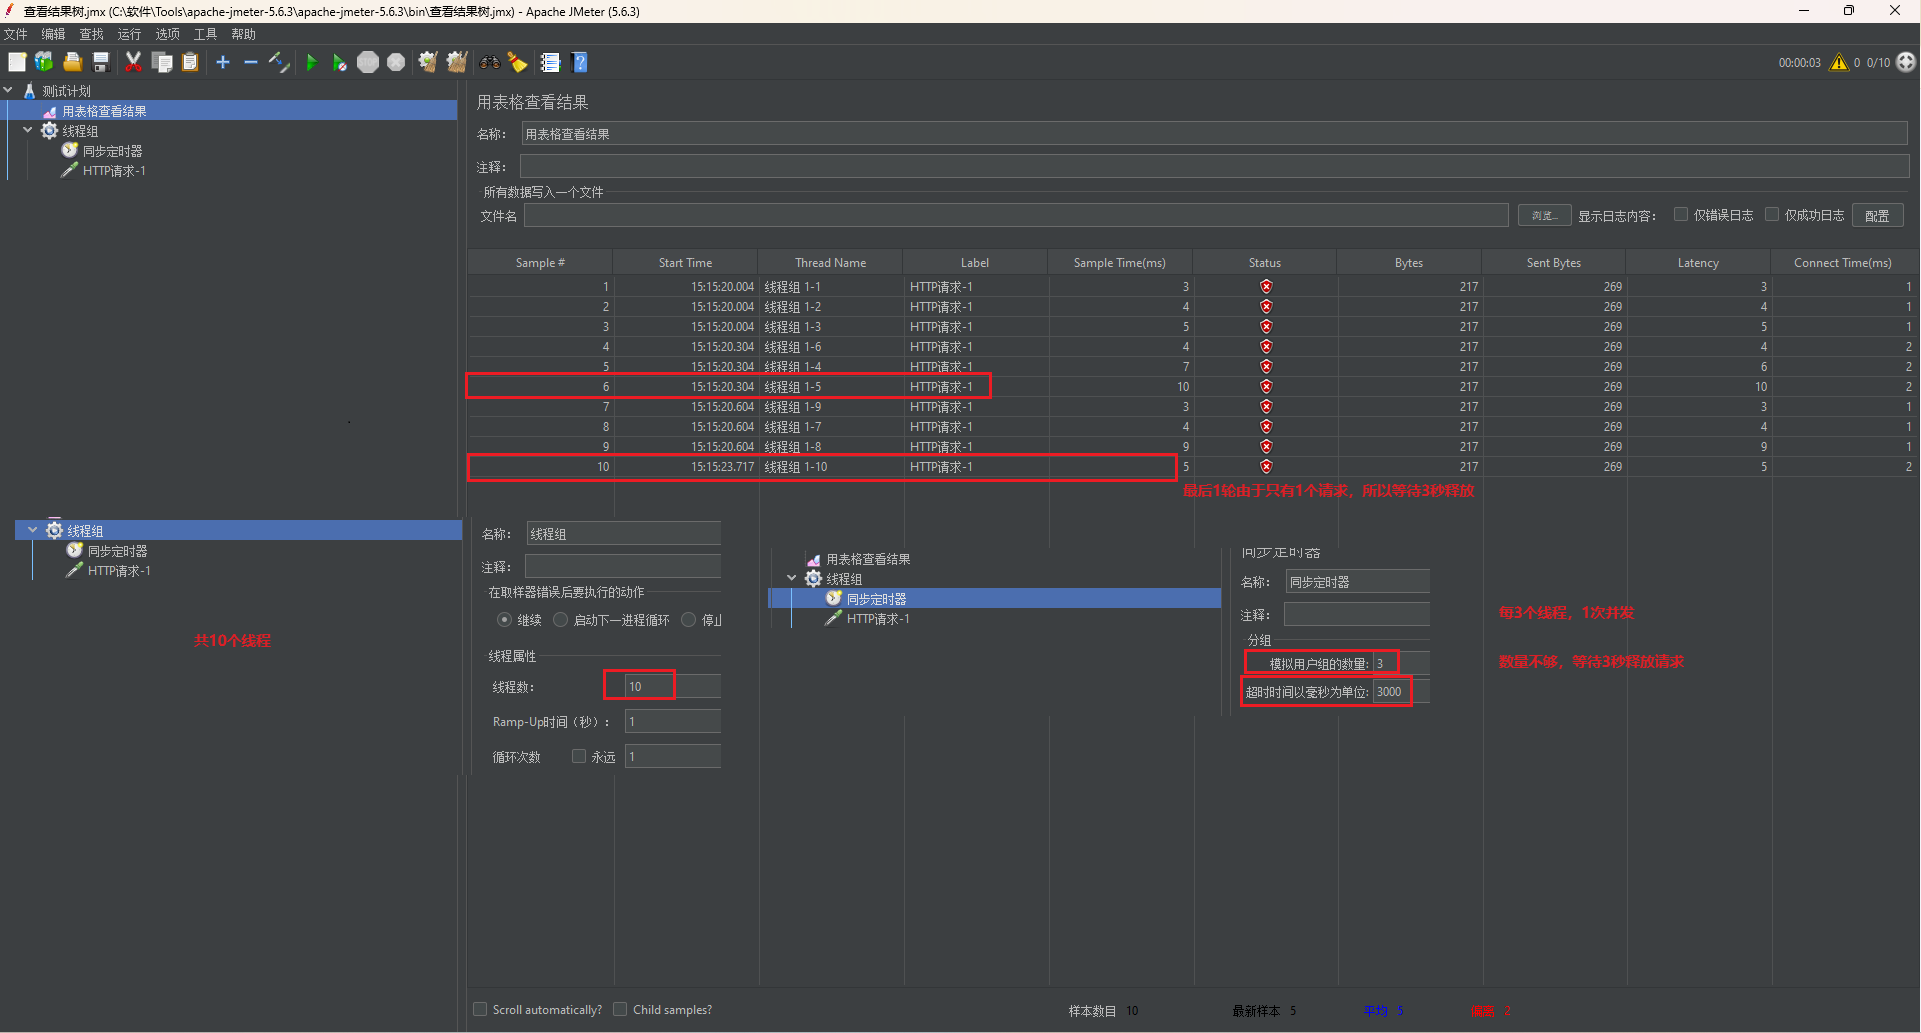 查看结果树.jmx (C:\软件\Tools\apache-jmeter-5.6.3\apache-jmeter-5.6.3\bin\查看结果树.jmx) - Apache JMeter (5.6.3)
文件 编辑 查找 运行 选项 工具 帮助
00:00:03 0 0/10
测试计划
用表格查看结果
线程组
同步定时器
HTTP请求-1
用表格查看结果
名称： 用表格查看结果
注释：
所有数据写入一个文件
文件名 浏览... 显示日志内容： 仅错误日志 仅成功日志 配置
Sample # Start Time Thread Name Label Sample Time(ms) Status Bytes Sent Bytes Latency Connect Time(ms)
1 15:15:20.004 线程组 1-1 HTTP请求-1 3 217 269 3 1
2 15:15:20.004 线程组 1-2 HTTP请求-1 4 217 269 4 1
3 15:15:20.004 线程组 1-3 HTTP请求-1 5 217 269 5 1
4 15:15:20.304 线程组 1-6 HTTP请求-1 4 217 269 4 2
5 15:15:20.304 线程组 1-4 HTTP请求-1 7 217 269 6 2
6 15:15:20.304 线程组 1-5 HTTP请求-1 10 217 269 10 2
7 15:15:20.604 线程组 1-9 HTTP请求-1 3 217 269 3 1
8 15:15:20.604 线程组 1-7 HTTP请求-1 4 217 269 4 1
9 15:15:20.604 线程组 1-8 HTTP请求-1 9 217 269 9 1
10 15:15:23.717 线程组 1-10 HTTP请求-1 5 217 269 5 2
最后1轮由于只有1个请求，所以等待3秒释放
线程组
同步定时器
HTTP请求-1
共10个线程
名称： 线程组
注释：
在取样器错误后要执行的动作
继续 启动下一进程循环 停止
线程属性
线程数： 10
Ramp-Up时间（秒）： 1
循环次数 永远 1
用表格查看结果
线程组
同步定时器
HTTP请求-1
同步定时器
名称： 同步定时器
注释：
分组
模拟用户组的数量: 3
超时时间以毫秒为单位: 3000
每3个线程，1次并发
数量不够，等待3秒释放请求
Scroll automatically? Child samples? 样本数目 10 最新样本 5 平均 5 偏离 2